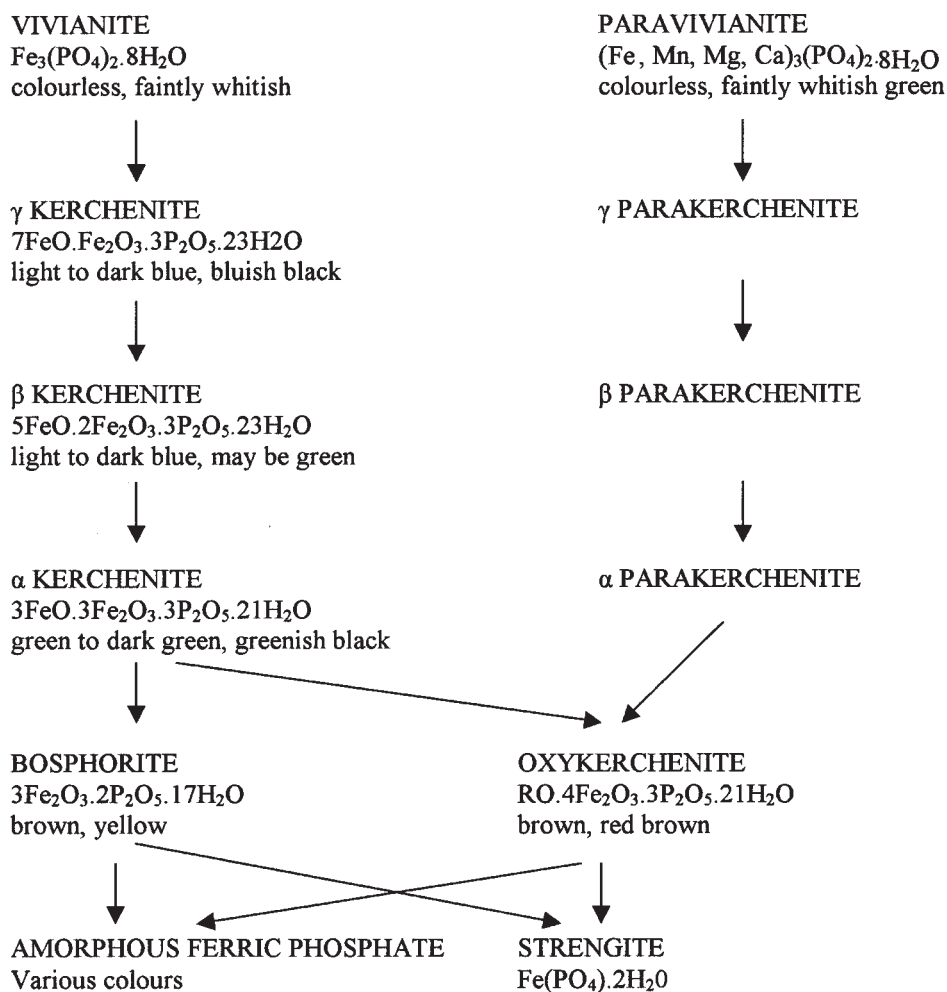 VIVIANITE
Fe₃(PO₄)₂.8H₂O
colourless, faintly whitish
PARAVIVIANITE
(Fe, Mn, Mg, Ca)₃(PO₄)₂.8H₂O
colourless, faintly whitish green
γ KERCHENITE
7FeO.Fe₂O₃.3P₂O₅.23H2O
light to dark blue, bluish black
γ PARAKERCHENITE
β KERCHENITE
5FeO.2Fe₂O₃.3P₂O₅.23H₂O
light to dark blue, may be green
β PARAKERCHENITE
α KERCHENITE
3FeO.3Fe₂O₃.3P₂O₅.21H₂O
green to dark green, greenish black
α PARAKERCHENITE
BOSPHORITE
3Fe₂O₃.2P₂O₅.17H₂O
brown, yellow
OXYKERCHENITE
RO.4Fe₂O₃.3P₂O₅.21H₂O
brown, red brown
AMORPHOUS FERRIC PHOSPHATE
Various colours
STRENGITE
Fe(PO₄).2H₂0